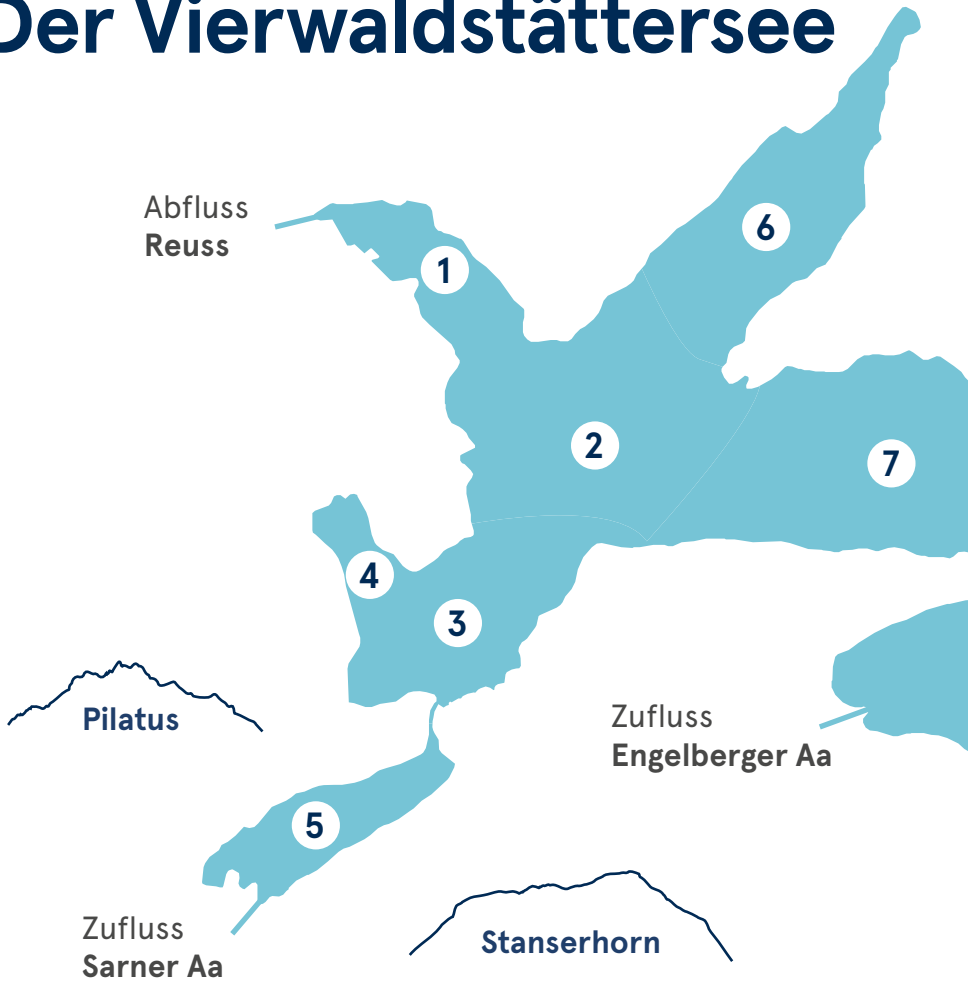 Der Vierwaldstättersee
Abfluss
Reuss
1
6
2
7
4
3
Pilatus
Zufluss
Engelberger Aa
5
Zufluss
Sarner Aa
Stanserhorn